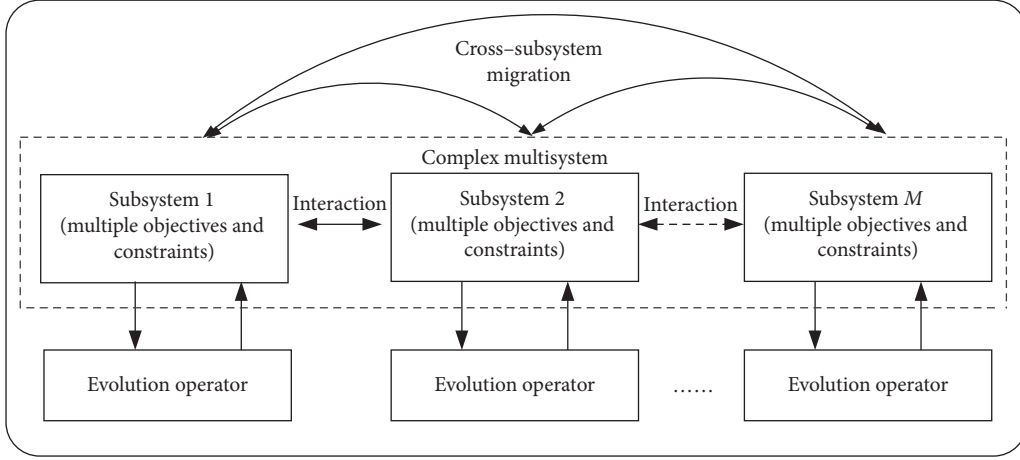 Cross–subsystem
migration
Complex multisystem
Subsystem 1
(multiple objectives and
constraints)
Interaction
Subsystem 2
(multiple objectives and
constraints)
Interaction
Subsystem M
(multiple objectives and
constraints)
Evolution operator
Evolution operator
......
Evolution operator